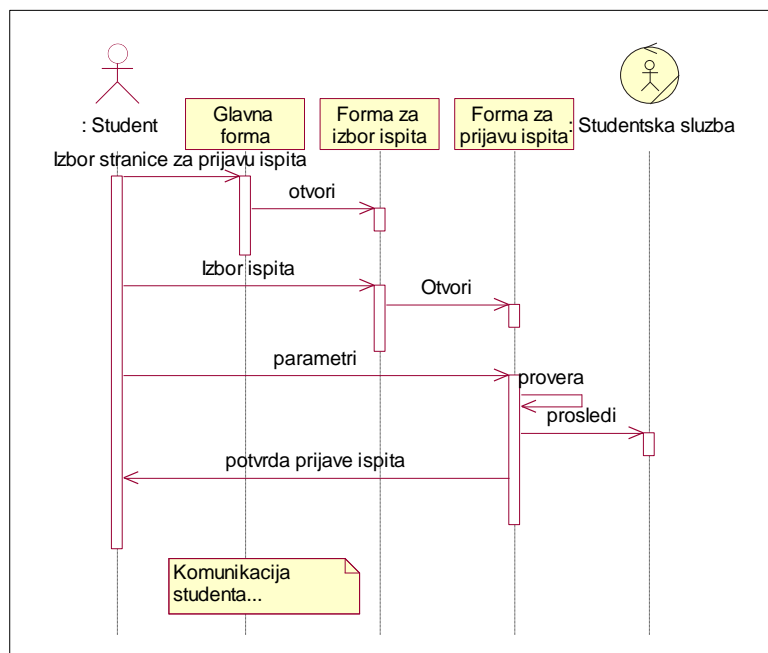 : Student
Glavna
forma
Forma za
izbor ispita
Forma za
prijavu ispita
: Studentska sluzba
Izbor stranice za prijavu ispita
otvori
Izbor ispita
Otvori
parametri
provera
prosledi
potvrda prijave ispita
Komunikacija
studenta...